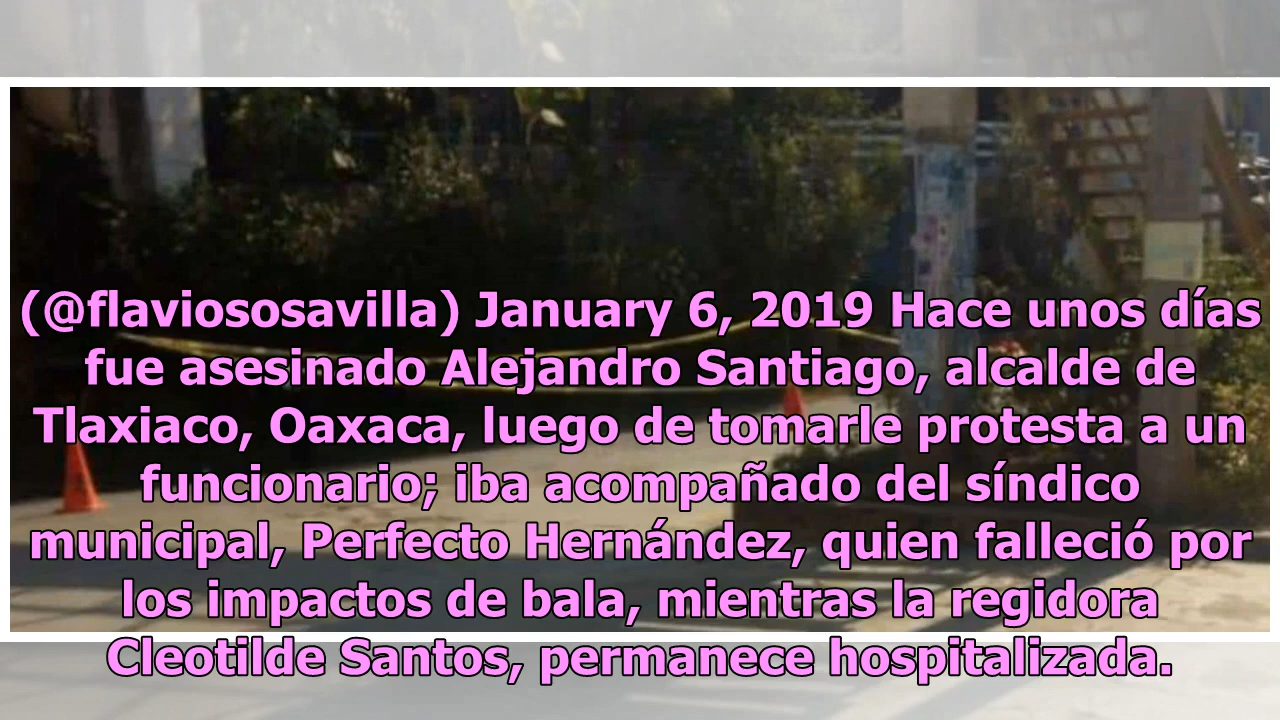 (@flaviososavilla) January 6, 2019 Hace unos días
fue asesinado Alejandro Santiago, alcalde de
Tlaxiaco, Oaxaca, luego de tomarle protesta a un
funcionario; iba acompañado del síndico
municipal, Perfecto Hernández, quien falleció por
los impactos de bala, mientras la regidora
Cleotilde Santos, permanece hospitalizada.